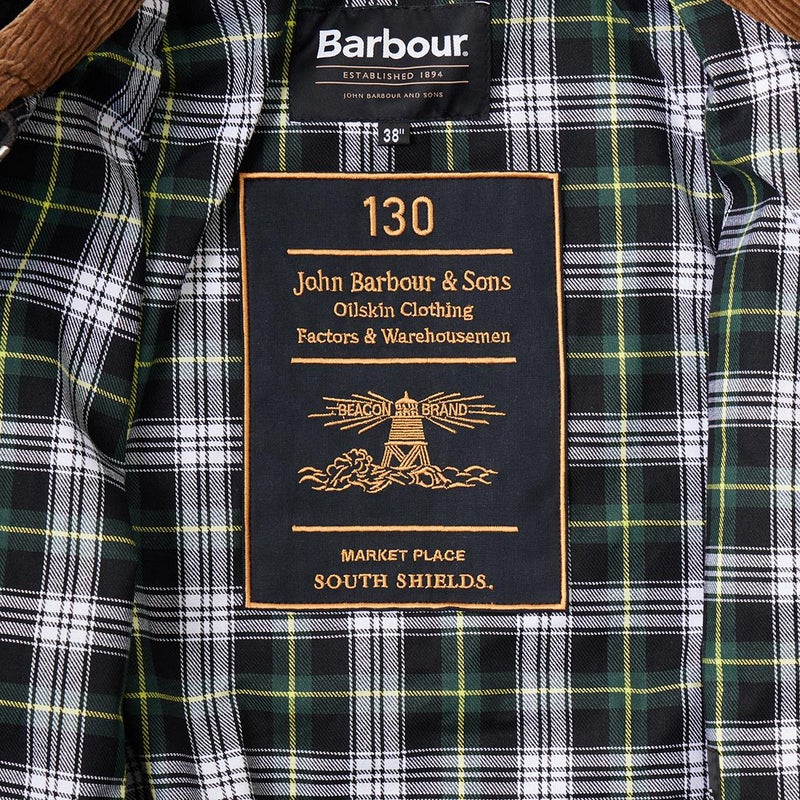 Barbour.
ESTABLISHED 1894
JOHN BARBOUR AND SONS
38"
130
John Barbour & Sons
Oilskin Clothing
Factors & Warehousemen
BEACON BRAND
MARKET PLACE
SOUTH SHIELDS.